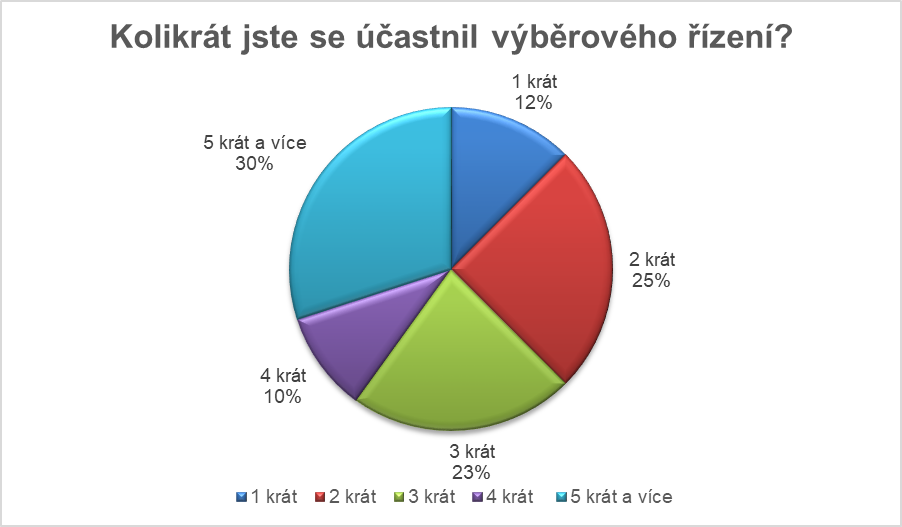 Kolikrát jste se účastnil výběrového řízení?
1 krát
12%
2 krát
25%
3 krát
23%
4 krát
10%
5 krát a více
30%
1 krát 2 krát 3 krát 4 krát 5 krát a více